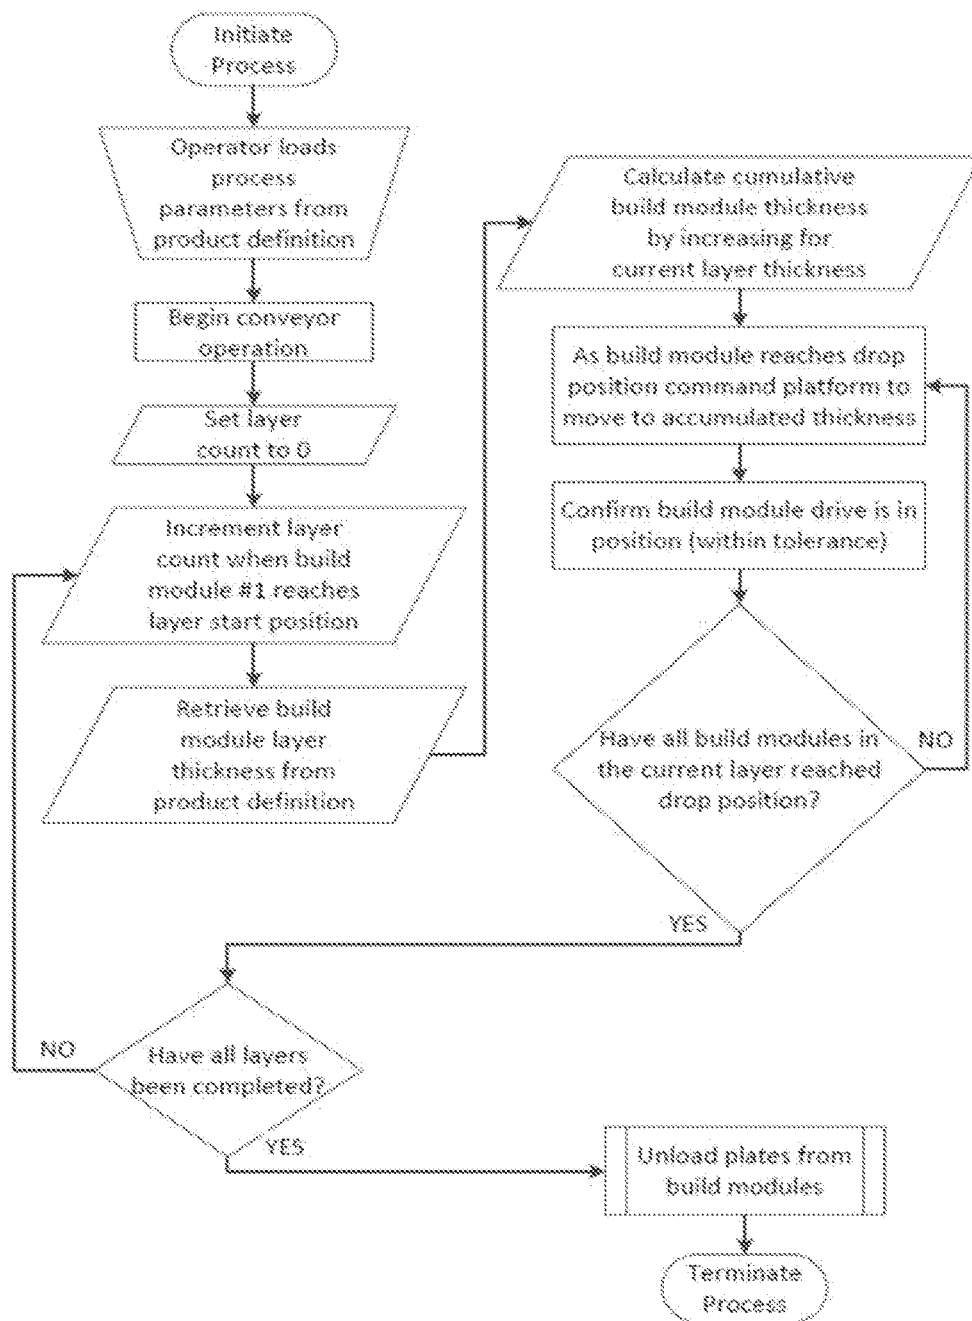 Initiate
Process
Operator loads
process
parameters from
product definition
Begin conveyor
operation
Set layer
count to 0
Increment layer
count when build
module #1 reaches
layer start position
Retrieve build
module layer
thickness from
product definition
Calculate cumulative
build module thickness
by increasing for
current layer thickness
As build module reaches drop
position command platform to
move to accumulated thickness
Confirm build module drive is in
position (within tolerance)
Have all build modules in
the current layer reached
drop position?
NO
YES
Have all layers
been completed?
NO
YES
Unload plates from
build modules
Terminate
Process